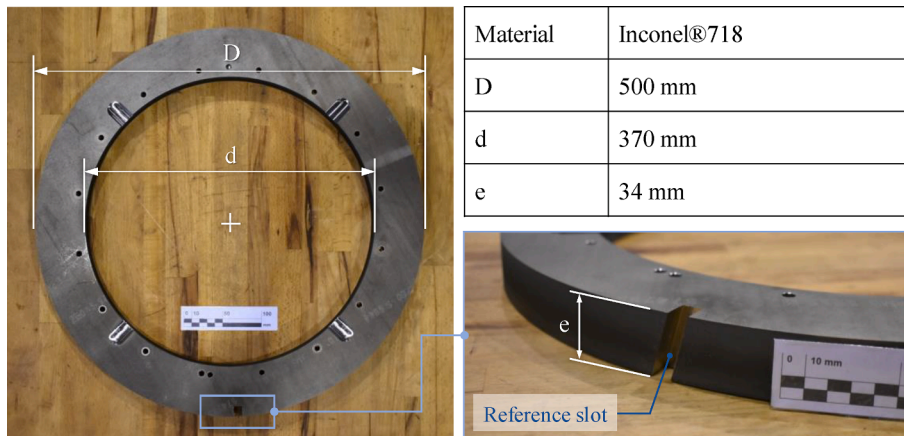 D
d
Material Inconel®718
D 500 mm
d 370 mm
e 34 mm
e
0 10 mm
Reference slot